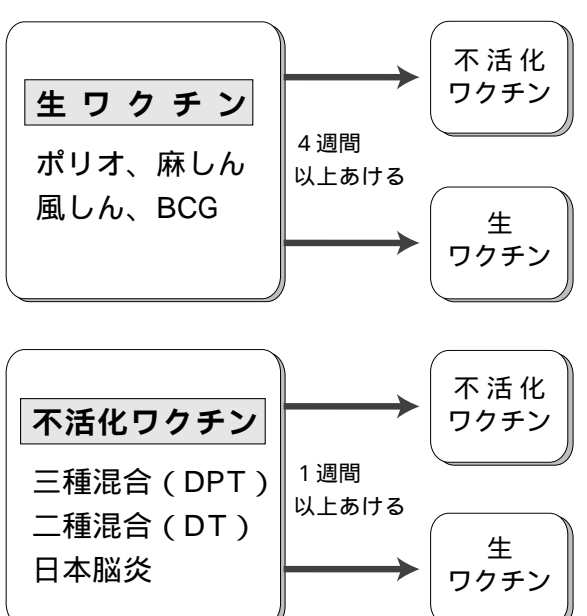 生ワクチン
ポリオ、麻しん
風しん、BCG
4週間
以上あける
不活化
ワクチン
生
ワクチン
不活化ワクチン
三種混合（DPT）
二種混合（DT）
日本脳炎
1週間
以上あける
不活化
ワクチン
生
ワクチン